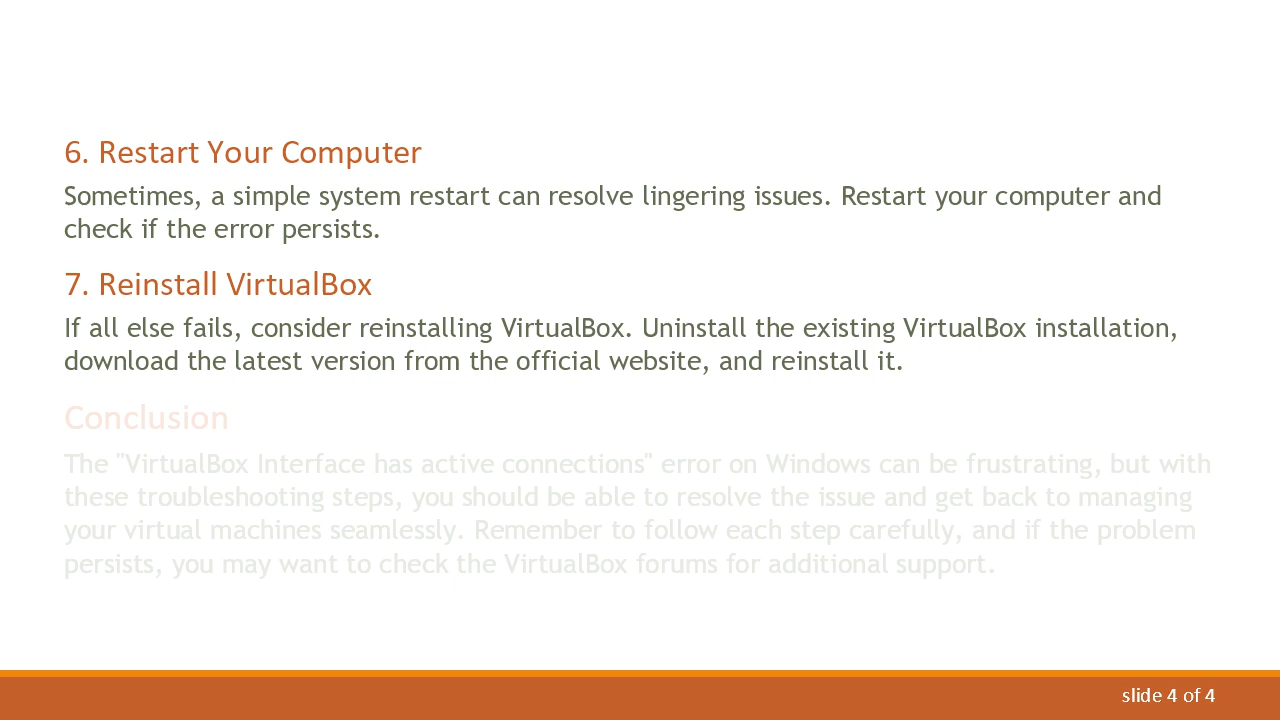 6. Restart Your Computer
Sometimes, a simple system restart can resolve lingering issues. Restart your computer and
check if the error persists.
7. Reinstall VirtualBox
If all else fails, consider reinstalling VirtualBox. Uninstall the existing VirtualBox installation,
download the latest version from the official website, and reinstall it.
Conclusion
The "VirtualBox Interface has active connections" error on Windows can be frustrating, but with
these troubleshooting steps, you should be able to resolve the issue and get back to managing
your virtual machines seamlessly. Remember to follow each step carefully, and if the problem
persists, you may want to check the VirtualBox forums for additional support.
slide 4 of 4